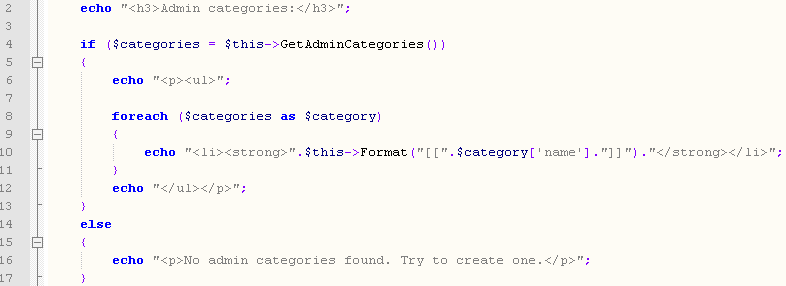 2 echo "<h3>Admin categories:</h3>";
3
4 if ($categories = $this->GetAdminCategories())
5 {
6 echo "<p><ul>";
7
8 foreach ($categories as $category)
9 {
10 echo "<li><strong>".$this->Format("[[".$category['name']."]]")."</strong></li>";
11 }
12 echo "</ul></p>";
13 }
14 else
15 {
16 echo "<p>No admin categories found. Try to create one.</p>";
17 }